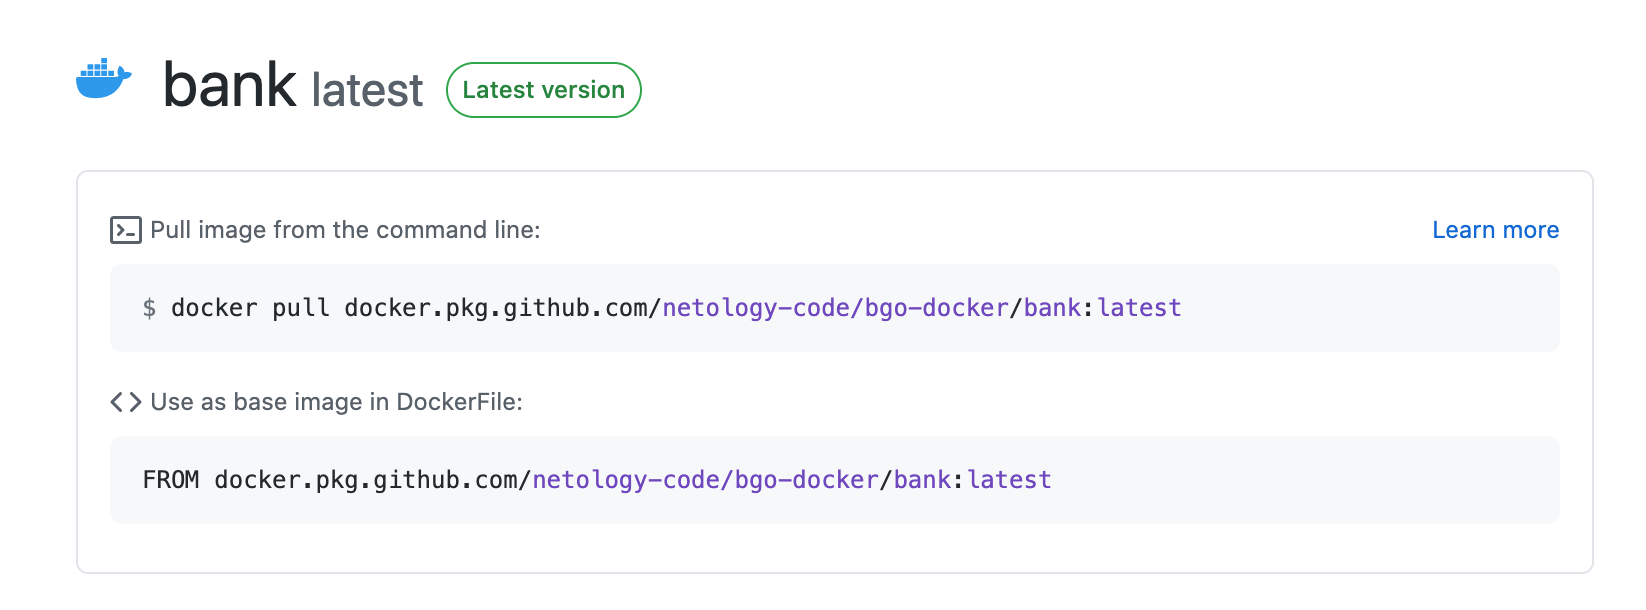 bank latest Latest version
Pull image from the command line: Learn more
$ docker pull docker.pkg.github.com/netology-code/bgo-docker/bank:latest
Use as base image in DockerFile:
FROM docker.pkg.github.com/netology-code/bgo-docker/bank:latest